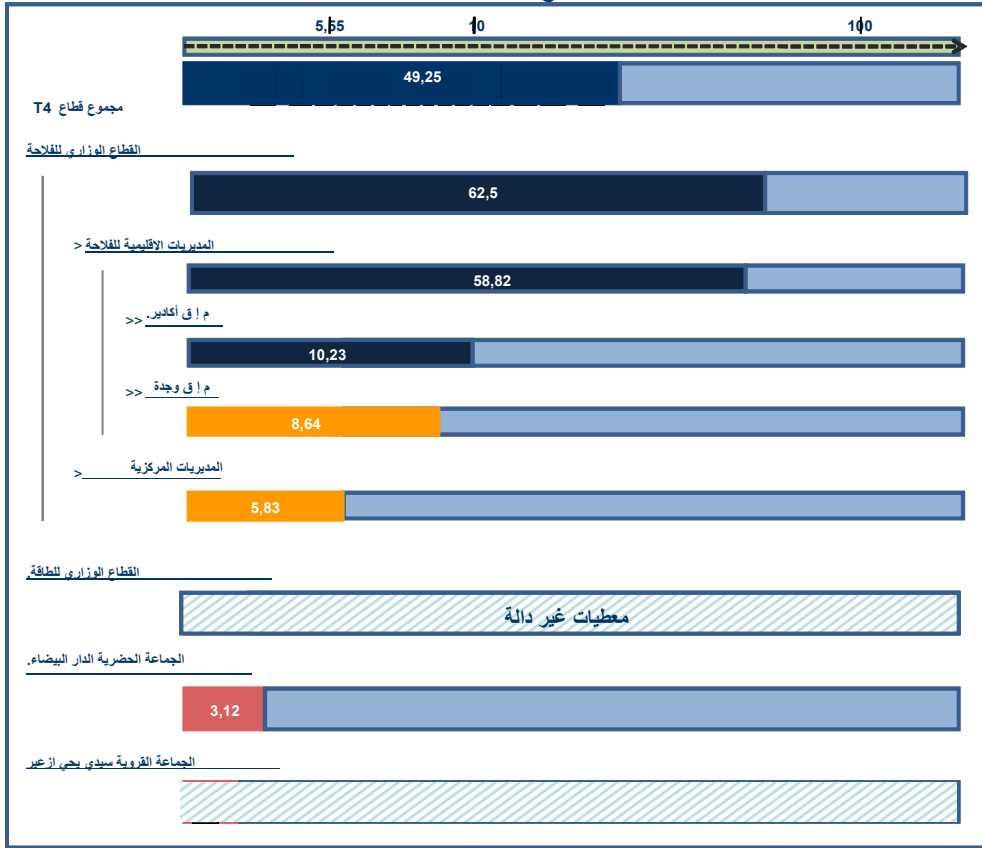 5,55 10 100
49,25
مجموع قطاع T4
القطاع الوزاري للفلاحة
62,5
المديريات الاقليمية للفلاحة >
58,82
م إ ق أكادير. >>
10,23
م إ ق وجدة >>
8,64
المديريات المركزية >
5,83
القطاع الوزاري للطاقة.
معطيات غير دالة
الجماعة الحضرية الدار البيضاء.
3,12
الجماعة القروية سيدي يحي ازعير